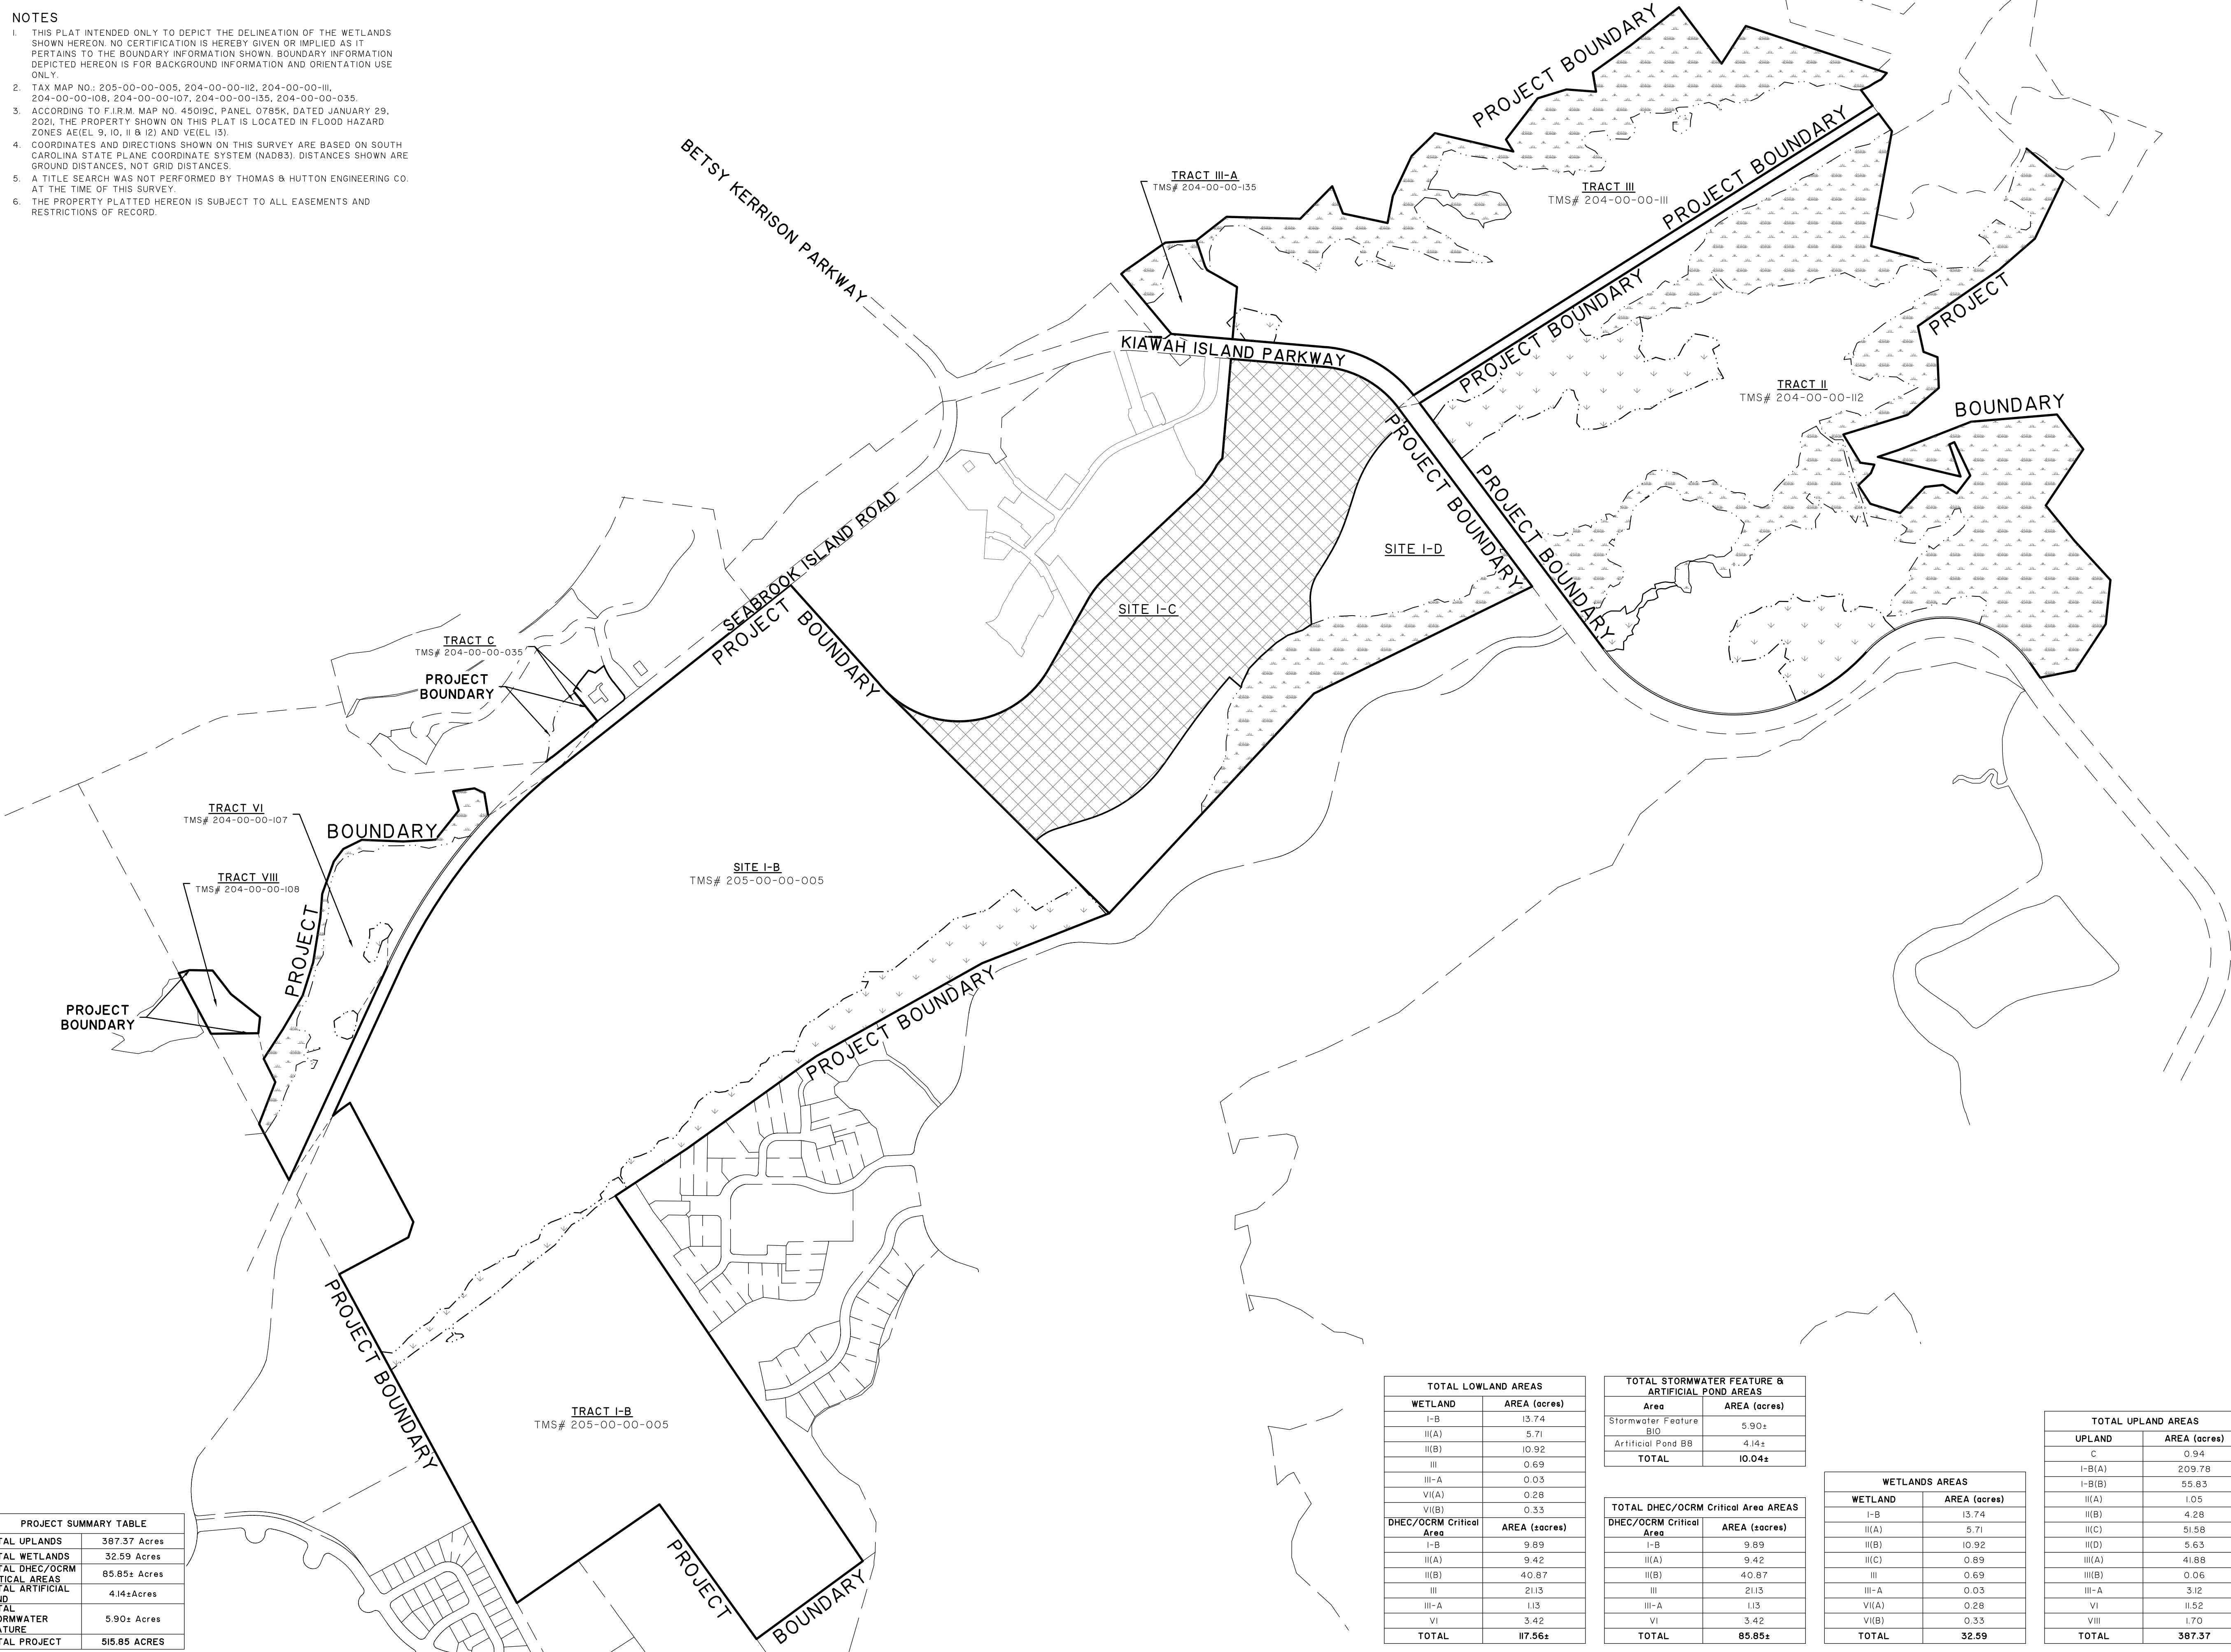 NOTES
1. THIS PLAT INTENDED ONLY TO DEPICT THE DELINEATION OF THE WETLANDS
SHOWN HEREON. NO CERTIFICATION IS HEREBY GIVEN OR IMPLIED AS IT
PERTAINS TO THE BOUNDARY INFORMATION SHOWN. BOUNDARY INFORMATION
DEPICTED HEREON IS FOR BACKGROUND INFORMATION AND ORIENTATION USE
ONLY.
2. TAX MAP NO.: 205-00-00-005, 204-00-00-112, 204-00-00-111,
204-00-00-108, 204-00-00-107, 204-00-00-135, 204-00-00-035.
3. ACCORDING TO F.I.R.M. MAP NO. 45019C, PANEL 0785K, DATED JANUARY 29,
2021, THE PROPERTY SHOWN ON THIS PLAT IS LOCATED IN FLOOD HAZARD
ZONES AE(EL 9, 10, 11 & 12) AND VE(EL 13).
4. COORDINATES AND DIRECTIONS SHOWN ON THIS SURVEY ARE BASED ON SOUTH
CAROLINA STATE PLANE COORDINATE SYSTEM (NAD83). DISTANCES SHOWN ARE
GROUND DISTANCES, NOT GRID DISTANCES.
5. A TITLE SEARCH WAS NOT PERFORMED BY THOMAS & HUTTON ENGINEERING CO.
AT THE TIME OF THIS SURVEY.
6. THE PROPERTY PLATTED HEREON IS SUBJECT TO ALL EASEMENTS AND
RESTRICTIONS OF RECORD.
PROJECT BOUNDARY
BETSY KERRISON PARKWAY
TRACT III-A
TMS# 204-00-00-135
TRACT III
TMS# 204-00-00-111
PROJECT BOUNDARY
PROJECT BOUNDARY
PROJECT
KIAWAH ISLAND PARKWAY
TRACT II
TMS# 204-00-00-112
BOUNDARY
PROJECT BOUNDARY
PROJECT BOUNDARY
SEABROOK ISLAND ROAD
SITE I-D
SITE I-C
PROJECT
BOUNDARY
TRACT C
TMS# 204-00-00-035
PROJECT
BOUNDARY
TRACT VI
TMS# 204-00-00-107
BOUNDARY
TRACT VIII
TMS# 204-00-00-108
SITE I-B
TMS# 205-00-00-005
PROJECT
PROJECT
BOUNDARY
PROJECT BOUNDARY
PROJECT BOUNDARY
TRACT I-B
TMS# 205-00-00-005
PROJECT
BOUNDARY
PROJECT SUMMARY TABLE
TAL UPLANDS 387.37 Acres
TAL WETLANDS 32.59 Acres
TAL DHEC/OCRM
TICAL AREAS 85.85± Acres
TAL ARTIFICIAL
ND 4.14±Acres
TAL
ORMWATER
ATURE 5.90± Acres
TAL PROJECT 515.85 ACRES
TOTAL LOWLAND AREAS
WETLAND AREA (acres)
I-B 13.74
II(A) 5.71
II(B) 10.92
III 0.69
III-A 0.03
VI(A) 0.28
VI(B) 0.33
DHEC/OCRM Critical
Area AREA (±acres)
I-B 9.89
II(A) 9.42
II(B) 40.87
III 21.13
III-A 1.13
VI 3.42
TOTAL 117.56±
TOTAL STORMWATER FEATURE &
ARTIFICIAL POND AREAS
Area AREA (acres)
Stormwater Feature
B10 5.90±
Artificial Pond B8 4.14±
TOTAL 10.04±
TOTAL DHEC/OCRM Critical Area AREAS
DHEC/OCRM Critical
Area AREA (±acres)
I-B 9.89
II(A) 9.42
II(B) 40.87
III 21.13
III-A 1.13
VI 3.42
TOTAL 85.85±
WETLANDS AREAS
WETLAND AREA (acres)
I-B 13.74
II(A) 5.71
II(B) 10.92
II(C) 0.89
III 0.69
III-A 0.03
VI(A) 0.28
VI(B) 0.33
TOTAL 32.59
TOTAL UPLAND AREAS
UPLAND AREA (acres)
C 0.94
I-B(A) 209.78
I-B(B) 55.83
II(A) 1.05
II(B) 4.28
II(C) 51.58
II(D) 5.63
III(A) 41.88
III(B) 0.06
III-A 3.12
VI 11.52
VIII 1.70
TOTAL 387.37